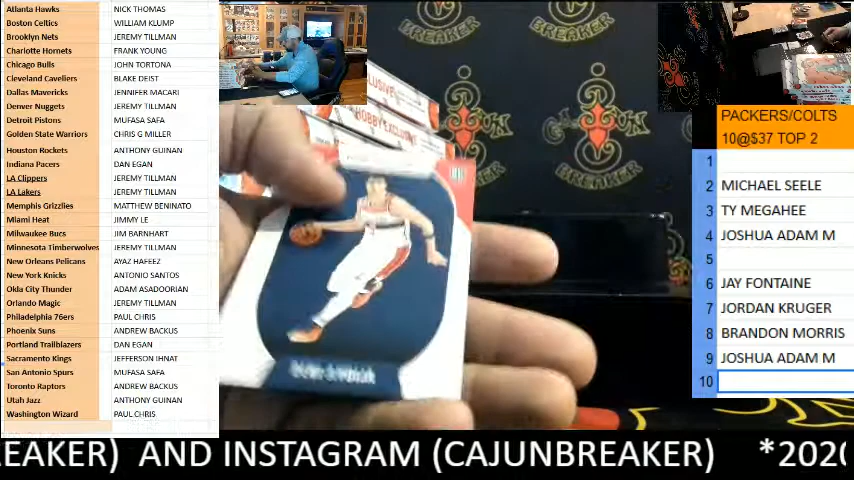 Atlanta Hawks NICK THOMAS
Boston Celtics WILLIAM KLUMP
Brooklyn Nets JEREMY TILLMAN
Charlotte Hornets FRANK YOUNG
Chicago Bulls JOHN TORTONA
Cleveland Cavaliers BLAKE DEIST
Dallas Mavericks JENNIFER MACARI
Denver Nuggets JEREMY TILLMAN
Detroit Pistons MUFASA SAFA
Golden State Warriors CHRIS G MILLER
Houston Rockets ANTHONY GUINAN
Indiana Pacers DAN EGAN
LA Clippers JEREMY TILLMAN
LA Lakers JEREMY TILLMAN
Memphis Grizzlies MATTHEW BENINATO
Miami Heat JIMMY LE
Milwaukee Bucs JIM BARNHART
Minnesota Timberwolves JEREMY TILLMAN
New Orleans Pelicans AYAZ HAFEEZ
New York Knicks ANTONIO SANTOS
Okla City Thunder ADAM ASADOORIAN
Orlando Magic JEREMY TILLMAN
Philadelphia 76ers PAUL CHRIS
Phoenix Suns ANDREW BACKUS
Portland Trailblazers DAN EGAN
Sacramento Kings JEFFERSON IHNAT
San Antonio Spurs MUFASA SAFA
Toronto Raptors ANDREW BACKUS
Utah Jazz ANTHONY GUINAN
Washington Wizard PAUL CHRIS
HOBBY EXCLUSIVE
BREAKER
BREAKER
BREAKER
PACKERS/COLTS
10@$37 TOP 2
1
2 MICHAEL SEELE
3 TY MEGAHEE
4 JOSHUA ADAM M
5
6 JAY FONTAINE
7 JORDAN KRUGER
8 BRANDON MORRIS
9 JOSHUA ADAM M
10
EAKER) AND INSTAGRAM (CAJUNBREAKER) *2020